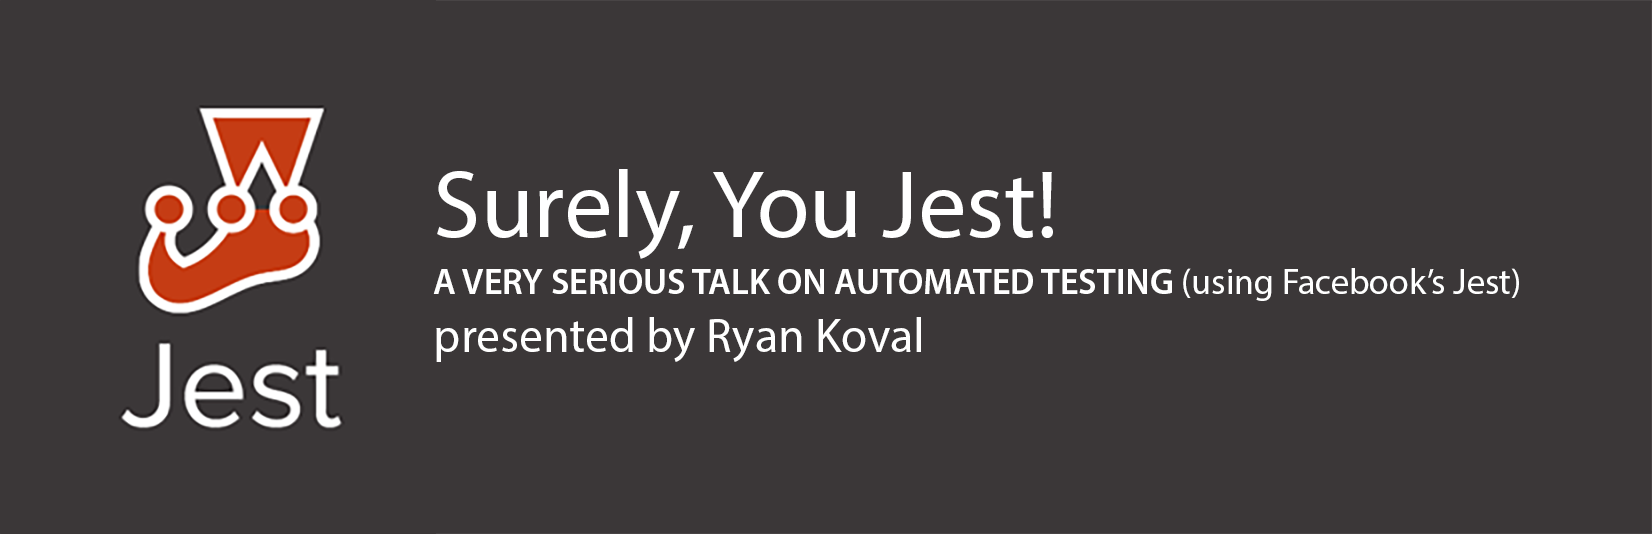 Jest
Surely, You Jest!
A VERY SERIOUS TALK ON AUTOMATED TESTING (using Facebook’s Jest)
presented by Ryan Koval